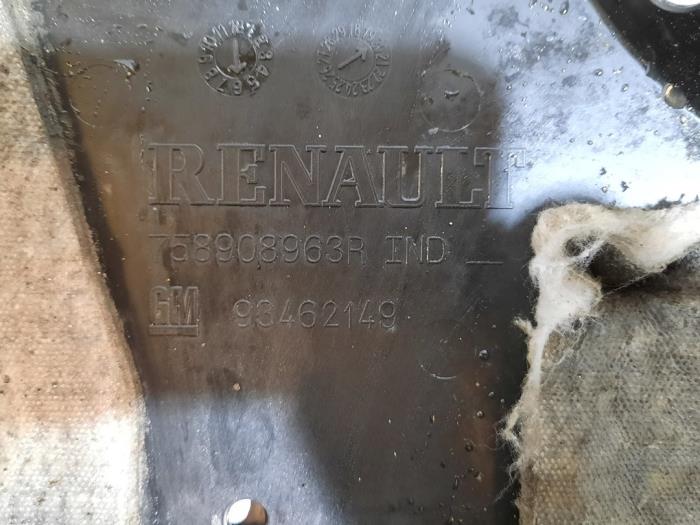 RENAULT
758908963R IND _
GM 93462149